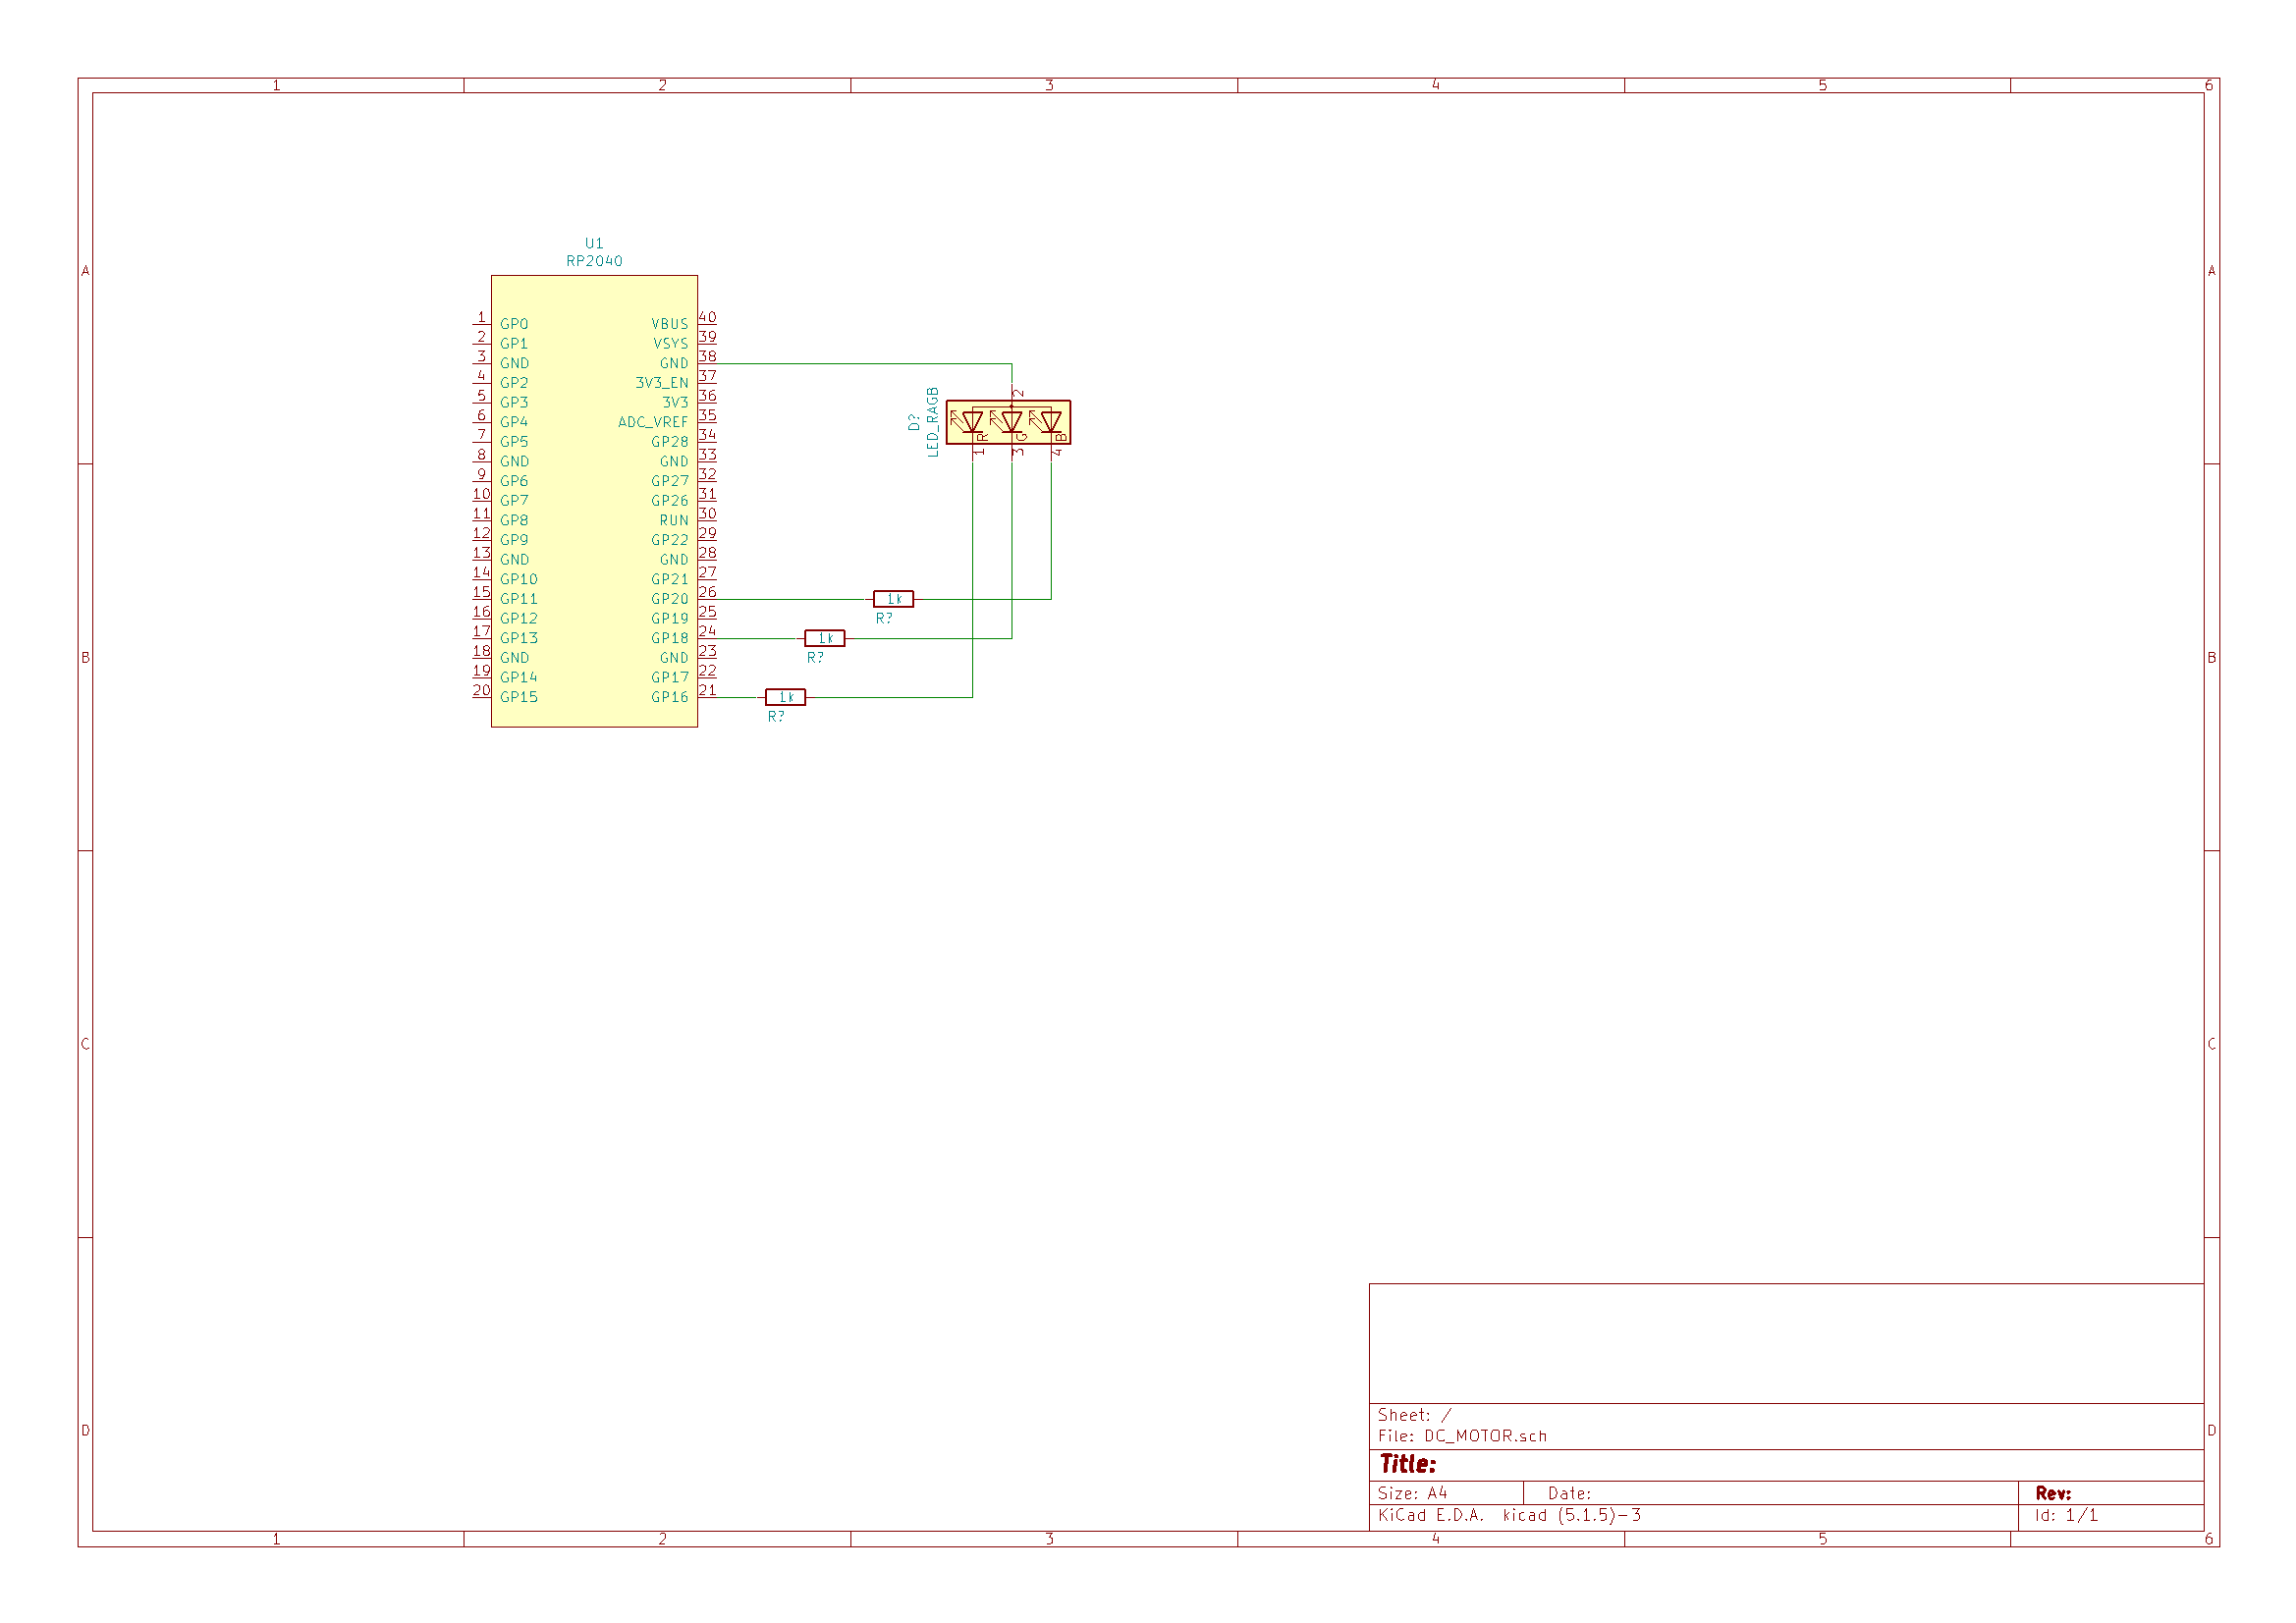 1 2 3 4 5 6
A A
U1
RP2040
1 GP0 VBUS 40
2 GP1 VSYS 39
3 GND GND 38
4 GP2 3V3_EN 37
5 GP3 3V3 36
6 GP4 ADC_VREF 35
7 GP5 GP28 34
8 GND GND 33
9 GP6 GP27 32
10 GP7 GP26 31
11 GP8 RUN 30
12 GP9 GP22 29
13 GND GND 28
14 GP10 GP21 27
15 GP11 GP20 26
16 GP12 GP19 25
17 GP13 GP18 24
18 GND GND 23
19 GP14 GP17 22
20 GP15 GP16 21
D?
LED_RAGB
2
R G B
1 3 4
1k
R?
1k
R?
1k
R?
B B
C C
D D
Sheet: /
File: DC_MOTOR.sch
Title:
Size: A4 Date: Rev:
KiCad E.D.A. kicad (5.1.5)-3 Id: 1/1
1 2 3 4 5 6